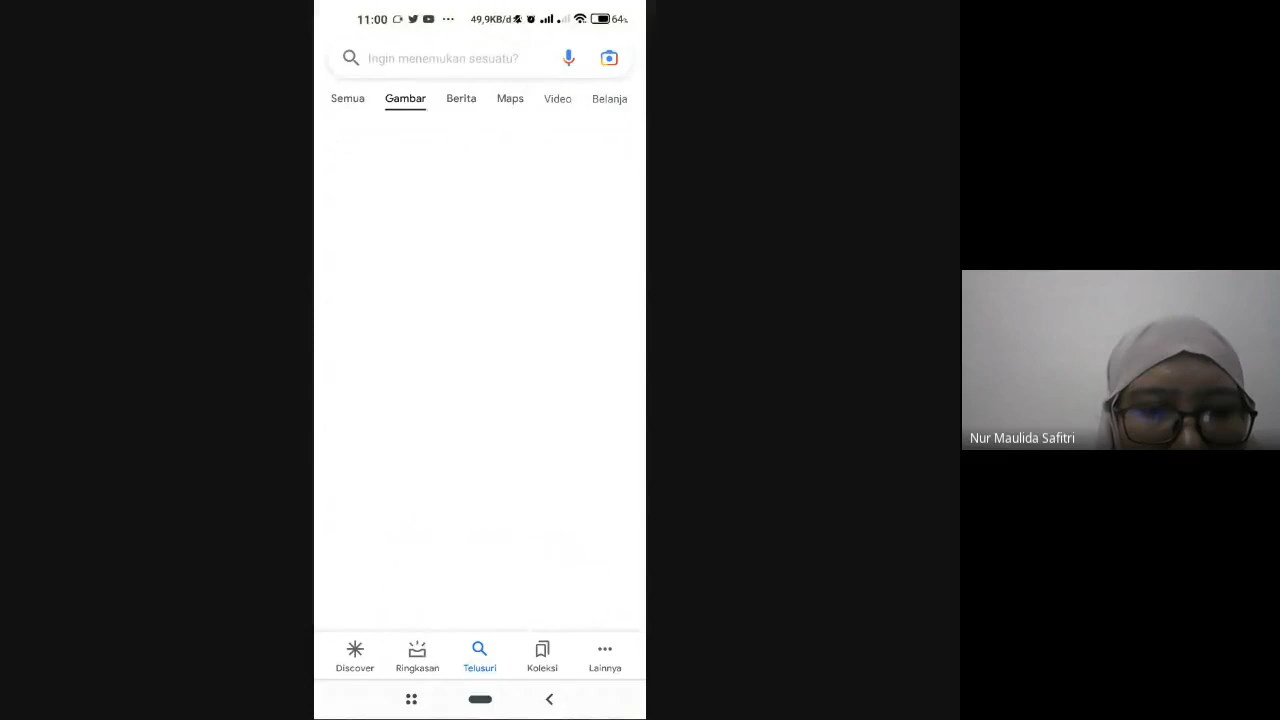 11:00 ... 49,9KB/d 64%
Ingin menemukan sesuatu?
Semua Gambar Berita Maps Video Belanja
Discover Ringkasan Telusuri Koleksi Lainnya
Nur Maulida Safitri